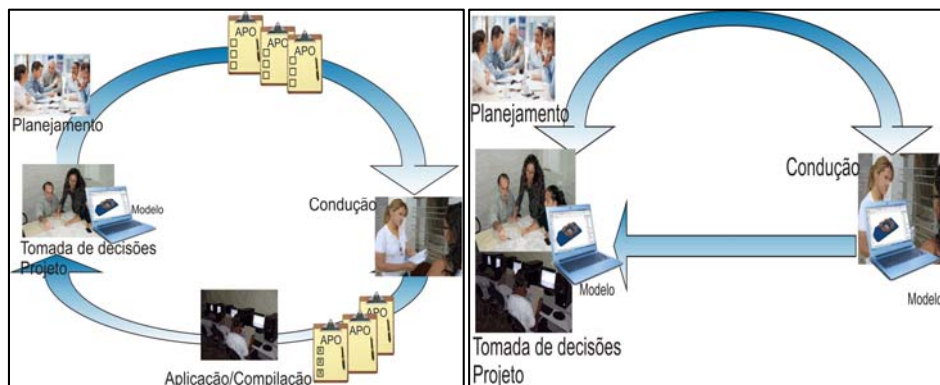 APO
APO
APO
Planejamento
Condução
Modelo
Tomada de decisões
Projeto
APO
APO
APO
Aplicação/Compilação
Planejamento
Condução
Modelo
Modelo
Tomada de decisões
Projeto